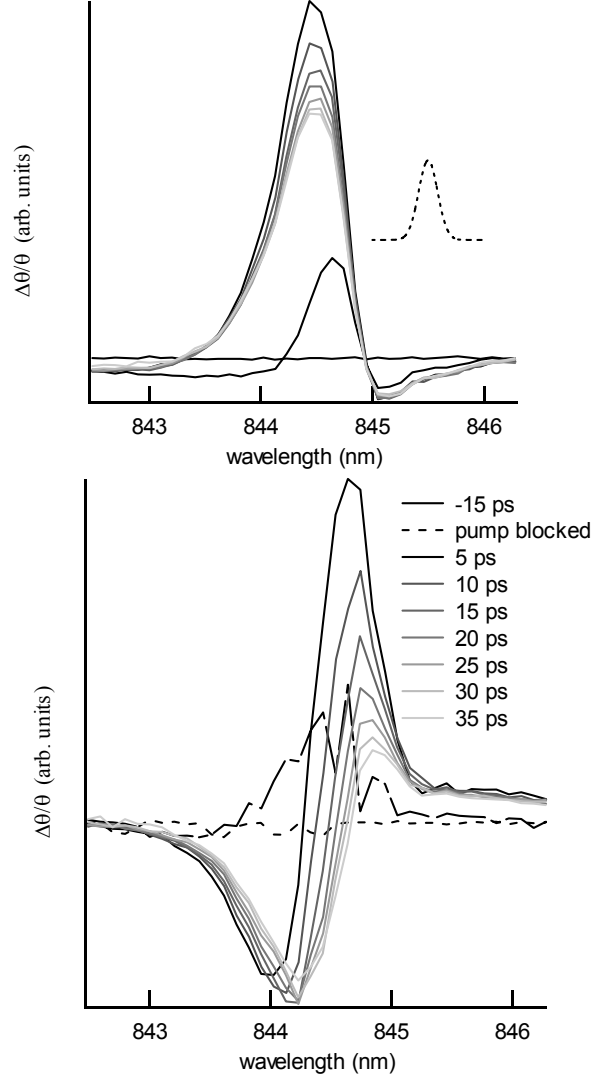 Δθ/θ (arb. units)
843 844 845 846
wavelength (nm)
-15 ps
pump blocked
5 ps
10 ps
15 ps
20 ps
25 ps
30 ps
35 ps
Δθ/θ (arb. units)
843 844 845 846
wavelength (nm)